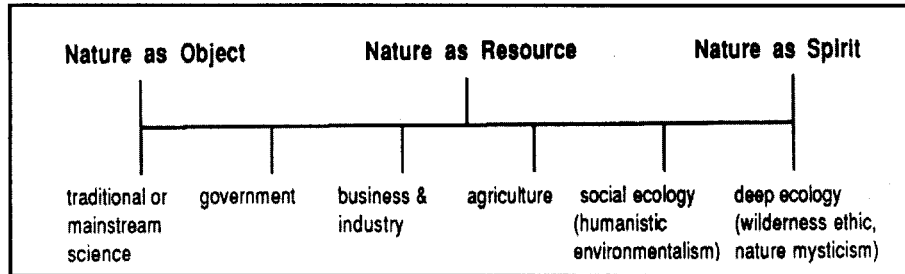 Nature as Object
Nature as Resource
Nature as Spirit
traditional or
mainstream
science
government
business &
industry
agriculture
social ecology
(humanistic
environmentalism)
deep ecology
(wilderness ethic,
nature mysticism)